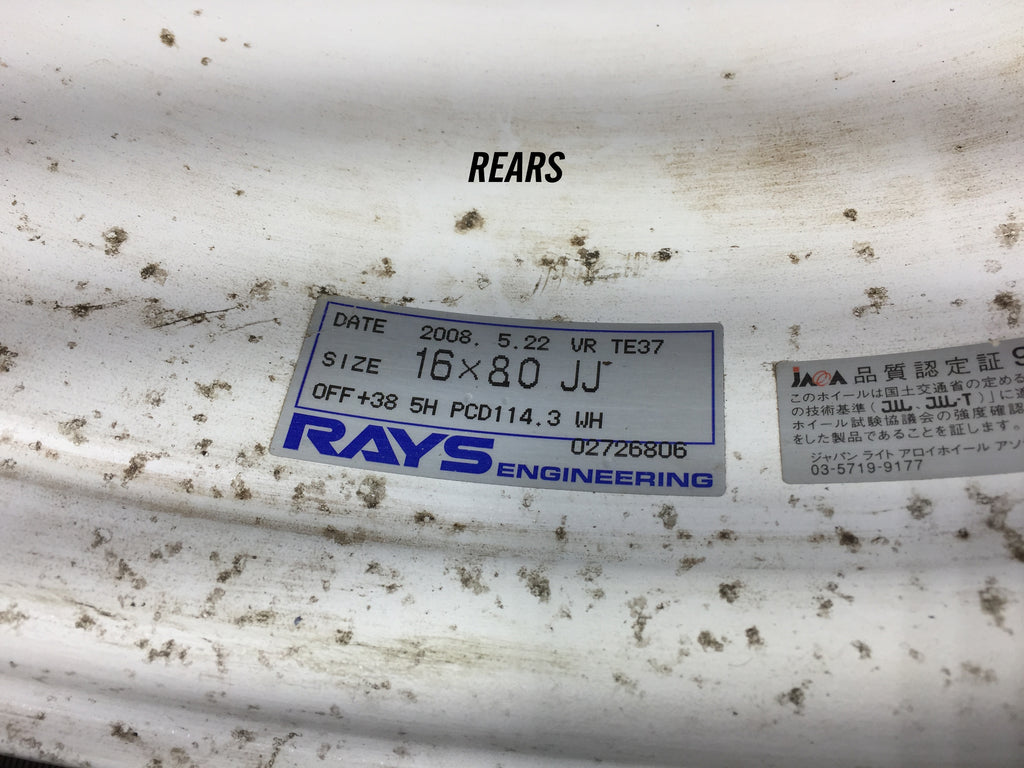 REARS
DATE 2008. 5.22 VR TE37
SIZE 16×8.0 JJ
OFF+38 5H PCD114.3 WH
02726806
RAYS ENGINEERING
JAWA 品質認定証
このホイールは国土交通省の定める
の技術基準(JWL JWL-T)」に適
ホイール試験協議会の強度確認
をした製品であることを証します。
ジャパン ライト アロイホイール アソ
03-5719-9177